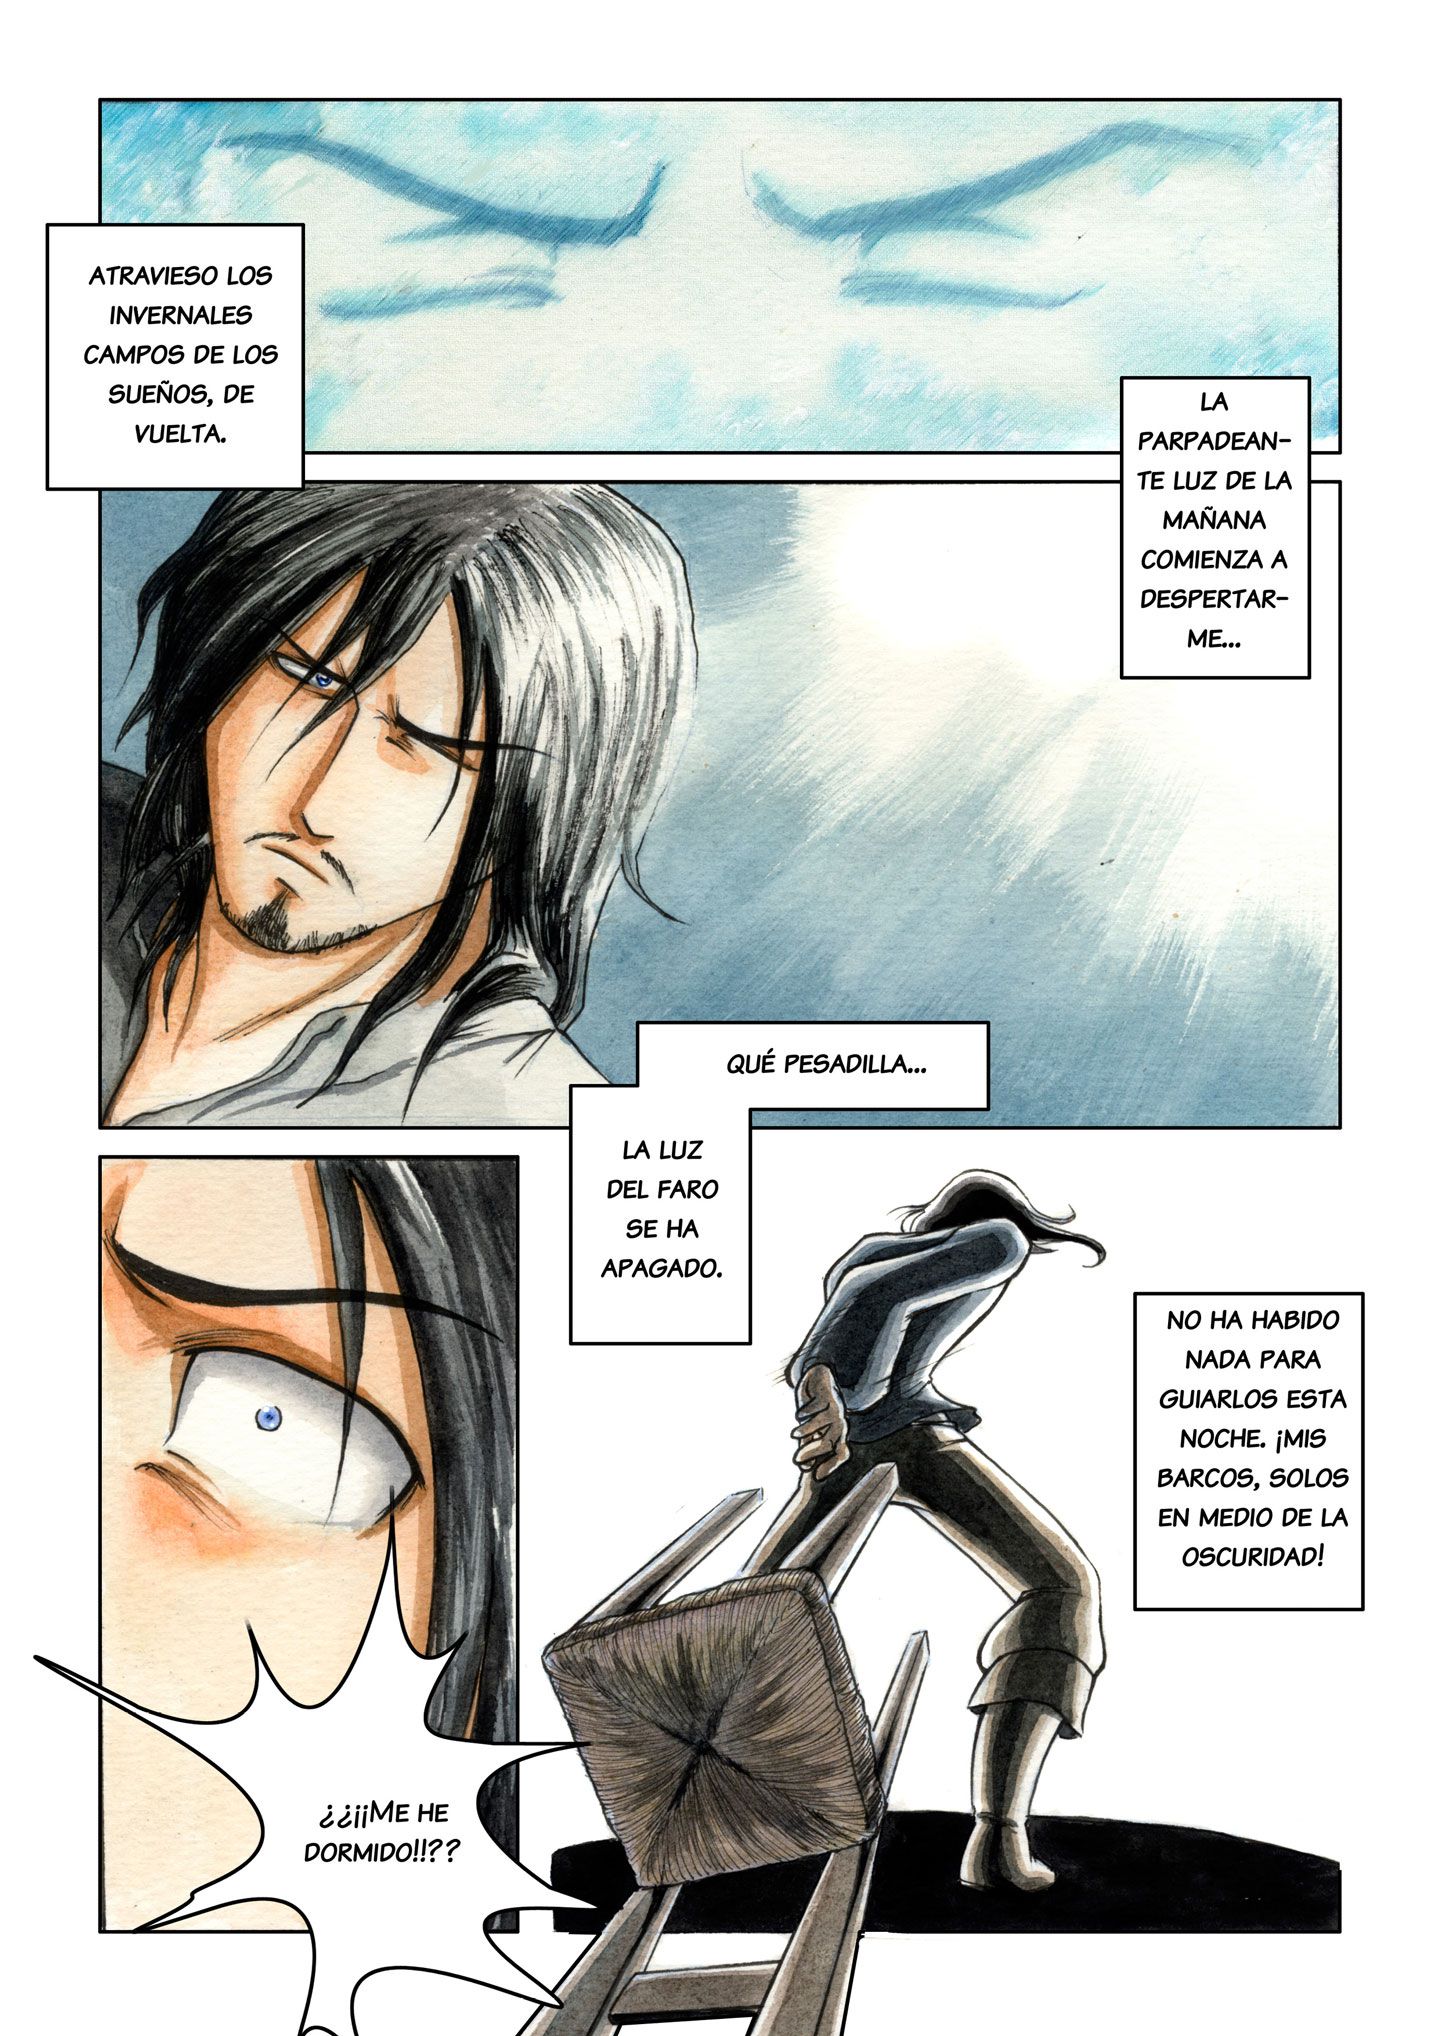 ATRAVIESO LOS
INVERNALES
CAMPOS DE LOS
SUEÑOS, DE
VUELTA.
LA
PARPADEAN-
TE LUZ DE LA
MAÑANA
COMIENZA A
DESPERTAR-
ME...
QUÉ PESADILLA...
LA LUZ
DEL FARO
SE HA
APAGADO.
NO HA HABIDO
NADA PARA
GUIARLOS ESTA
NOCHE. ¡MIS
BARCOS, SOLOS
EN MEDIO DE LA
OSCURIDAD!
¿¿¡¡ME HE
DORMIDO!!??